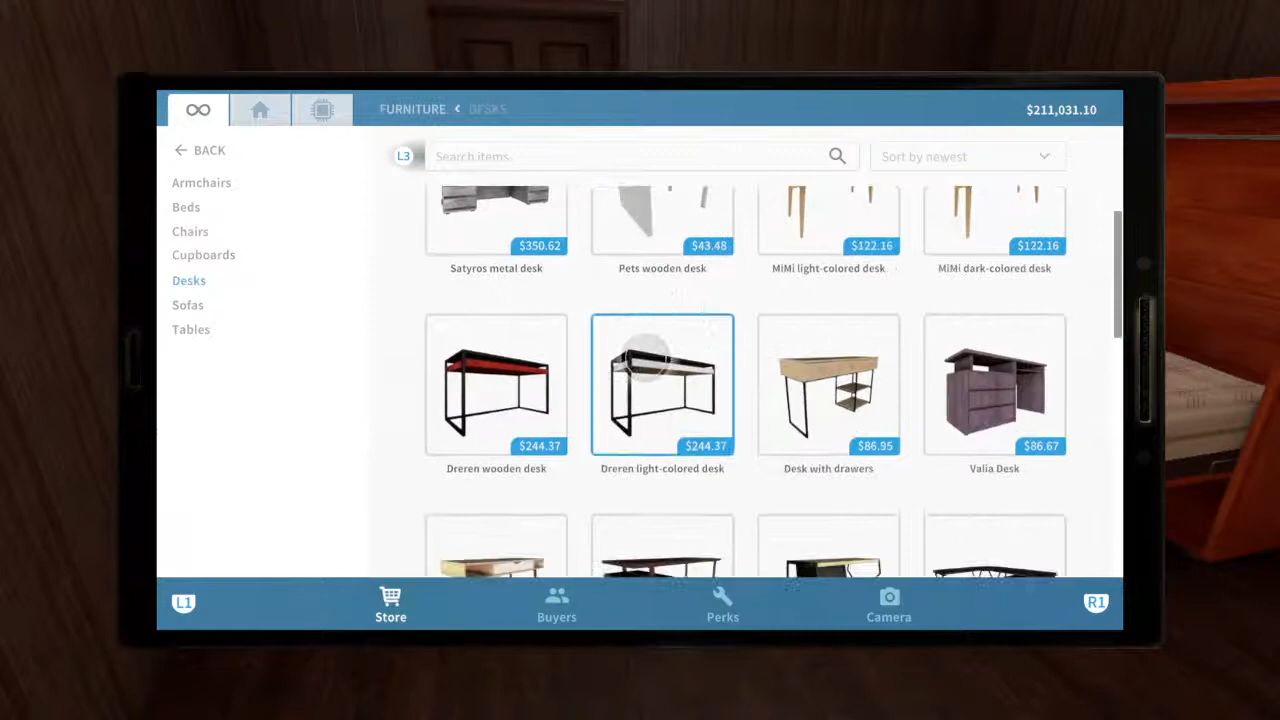 FURNITURE < DESKS
$211,031.10
BACK
L3
Search items
Sort by newest
Armchairs
Beds
Chairs
Cupboards
Desks
Sofas
Tables
$350.62
$43.48
$122.16
$122.16
Satyros metal desk
Pets wooden desk
MiMi light-colored desk
MiMi dark-colored desk
$244.37
$244.37
$86.95
$86.67
Dreren wooden desk
Dreren light-colored desk
Desk with drawers
Valia Desk
L1
Store
Buyers
Perks
Camera
R1